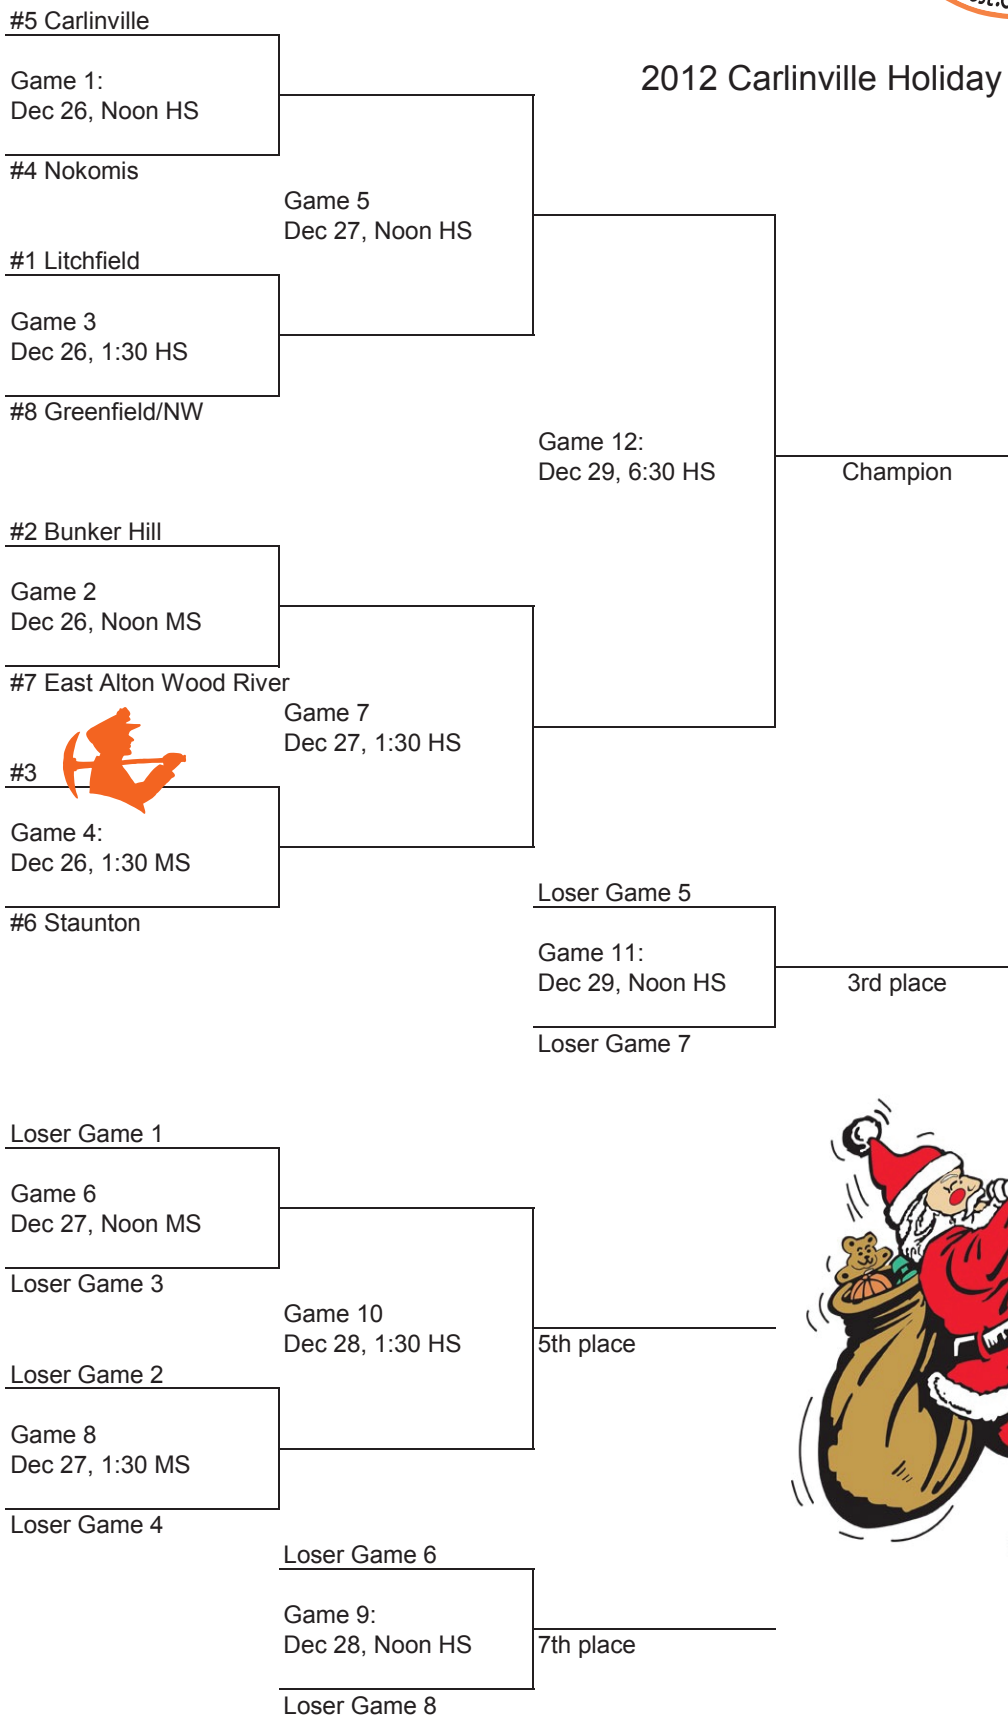 2012 Carlinville Holiday
#5 Carlinville
Game 1:
Dec 26, Noon HS
#4 Nokomis
Game 5
Dec 27, Noon HS
#1 Litchfield
Game 3
Dec 26, 1:30 HS
#8 Greenfield/NW
Game 12:
Dec 29, 6:30 HS
Champion
#2 Bunker Hill
Game 2
Dec 26, Noon MS
#7 East Alton Wood River
Game 7
Dec 27, 1:30 HS
#3
Game 4:
Dec 26, 1:30 MS
#6 Staunton
Loser Game 5
Game 11:
Dec 29, Noon HS
3rd place
Loser Game 7
Loser Game 1
Game 6
Dec 27, Noon MS
Loser Game 3
Game 10
Dec 28, 1:30 HS
5th place
Loser Game 2
Game 8
Dec 27, 1:30 MS
Loser Game 4
Loser Game 6
Game 9:
Dec 28, Noon HS
7th place
Loser Game 8